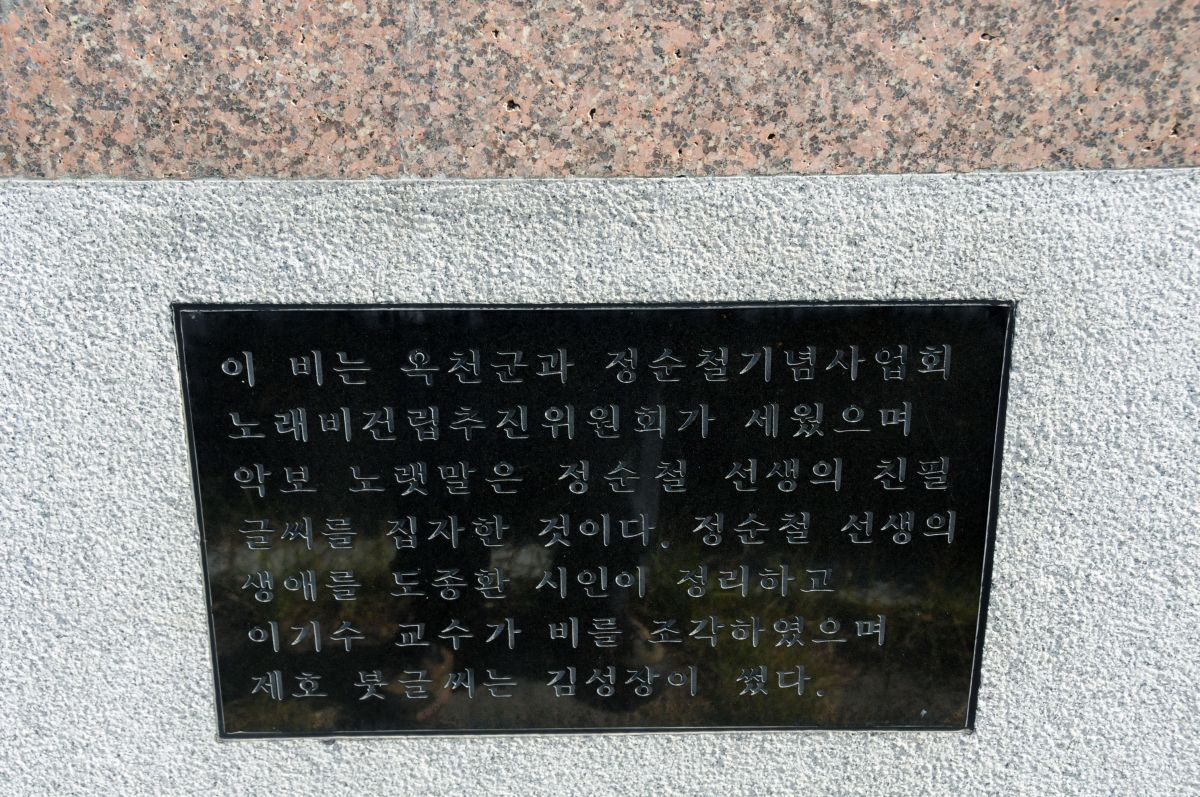 이 비는 옥천군과 정순철기념사업회
노래비건립추진위원회가 세웠으며
악보 노랫말은 정순철 선생의 친필
글씨를 집자한 것이다. 정순철 선생의
생애를 도종환 시인이 정리하고
이기수 교수가 비를 조각하였으며
제호 붓글씨는 김성장이 썼다.